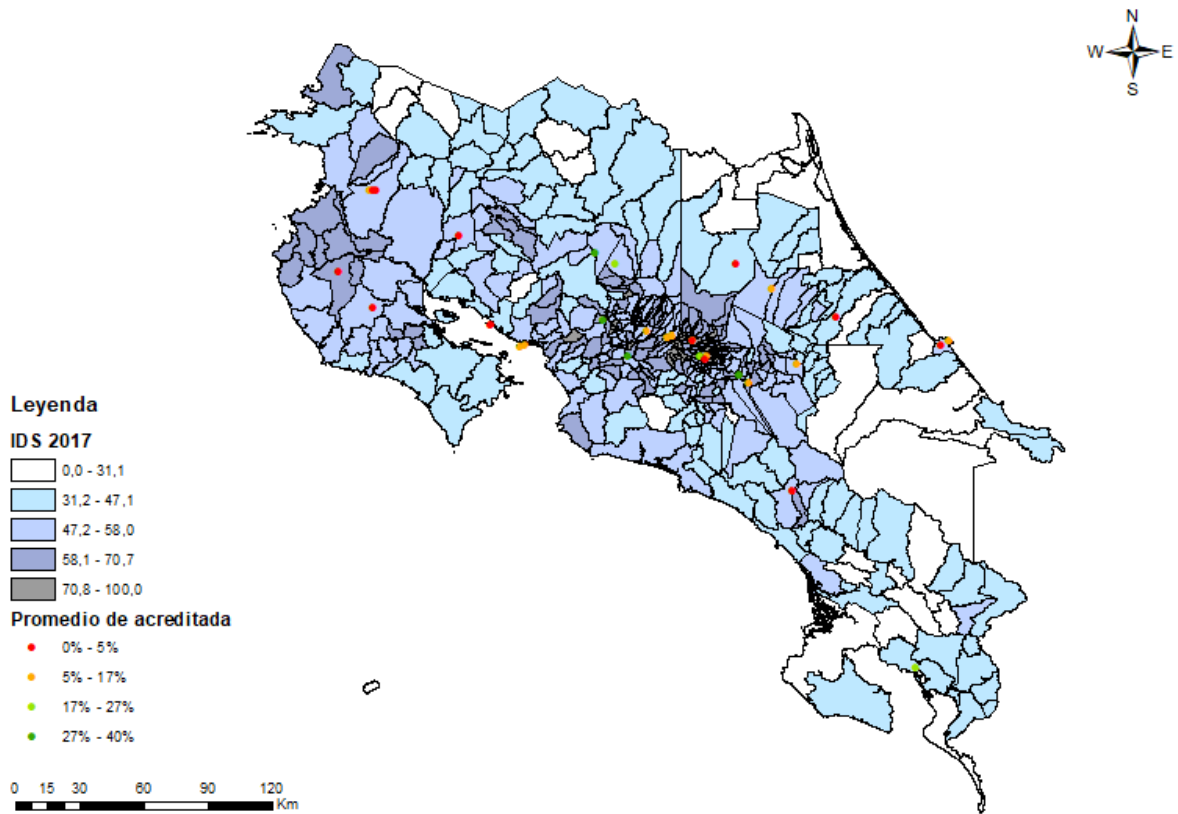 N
W E
S
Leyenda
IDS 2017
0,0 - 31,1
31,2 - 47,1
47,2 - 58,0
58,1 - 70,7
70,8 - 100,0
Promedio de acreditada
0% - 5%
5% - 17%
17% - 27%
27% - 40%
0 15 30 60 90 120
Km